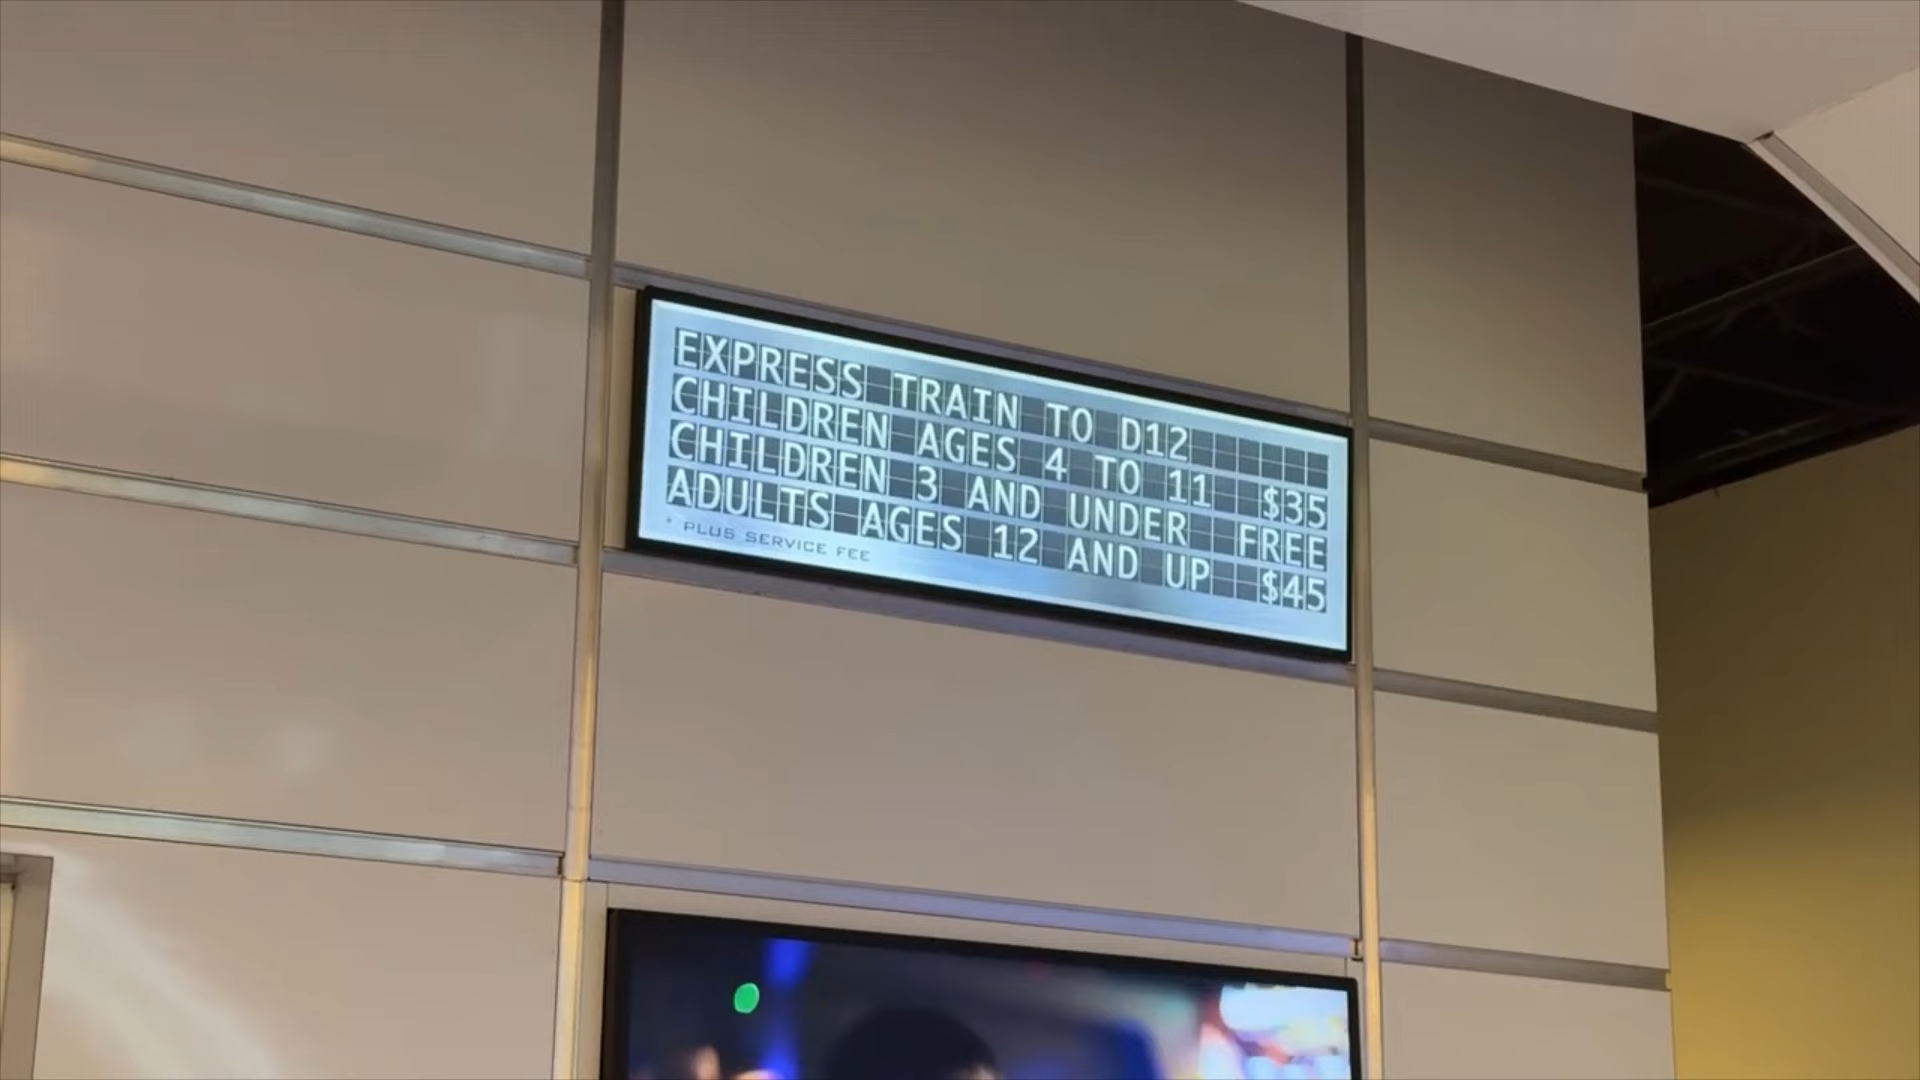 EXPRESS TRAIN TO D12
CHILDREN AGES 4 TO 11 $35
CHILDREN 3 AND UNDER FREE
ADULTS AGES 12 AND UP $45
* PLUS SERVICE FEE